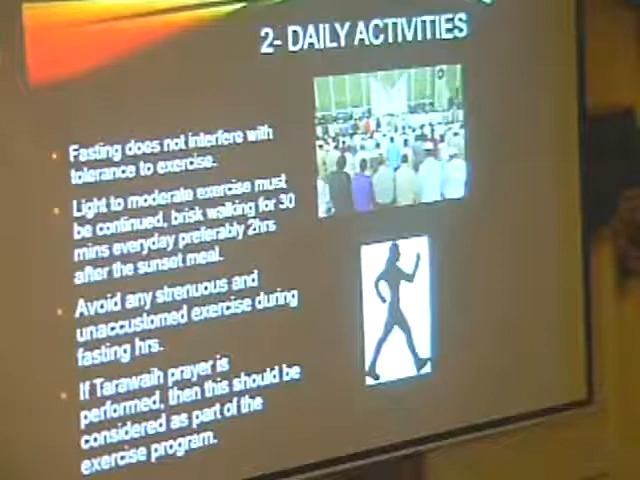 2- DAILY ACTIVITIES
• Fasting does not interfere with
tolerance to exercise.
• Light to moderate exercise must
be continued, brisk walking for 30
mins everyday preferably 2hrs
after the sunset meal.
• Avoid any strenuous and
unaccustomed exercise during
fasting hrs.
• If Tarawaih prayer is
performed, then this should be
considered as part of the
exercise program.